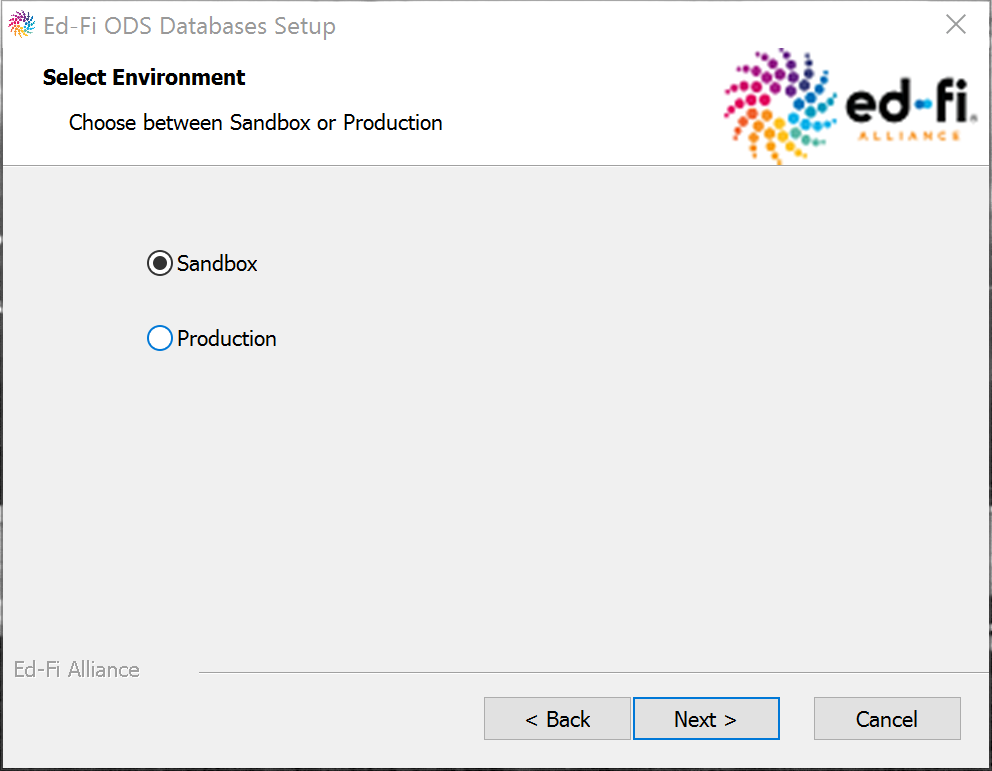 Ed-Fi ODS Databases Setup
Select Environment
Choose between Sandbox or Production
ed-fi
ALLIANCE
Sandbox
Production
Ed-Fi Alliance
< Back
Next >
Cancel